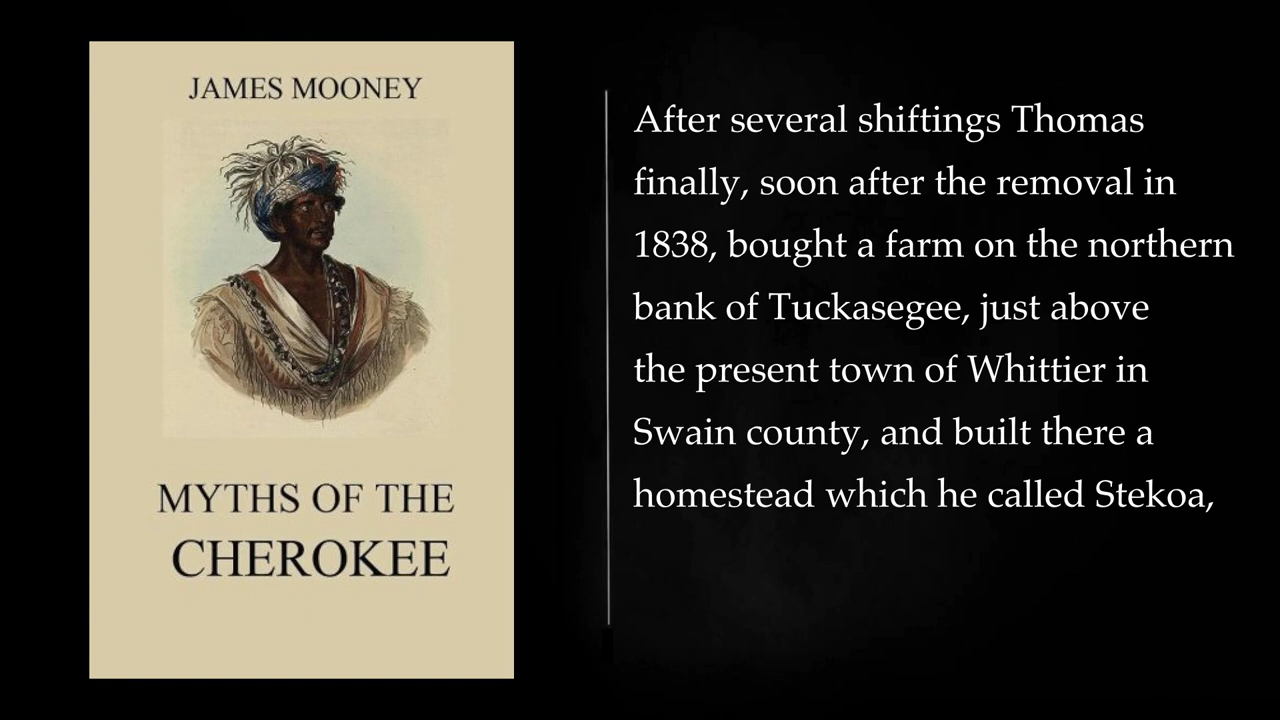 JAMES MOONEY
MYTHS OF THE
CHEROKEE
After several shiftings Thomas
finally, soon after the removal in
1838, bought a farm on the northern
bank of Tuckasegee, just above
the present town of Whittier in
Swain county, and built there a
homestead which he called Stekoa,